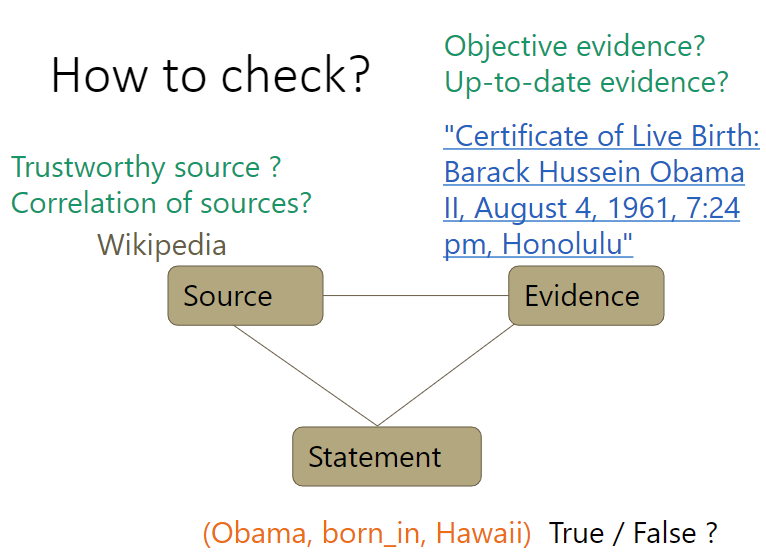 How to check?
Objective evidence?
Up-to-date evidence?
"Certificate of Live Birth:
Barack Hussein Obama
II, August 4, 1961, 7:24
pm, Honolulu"
Trustworthy source ?
Correlation of sources?
Wikipedia
Source
Evidence
Statement
(Obama, born_in, Hawaii) True / False ?